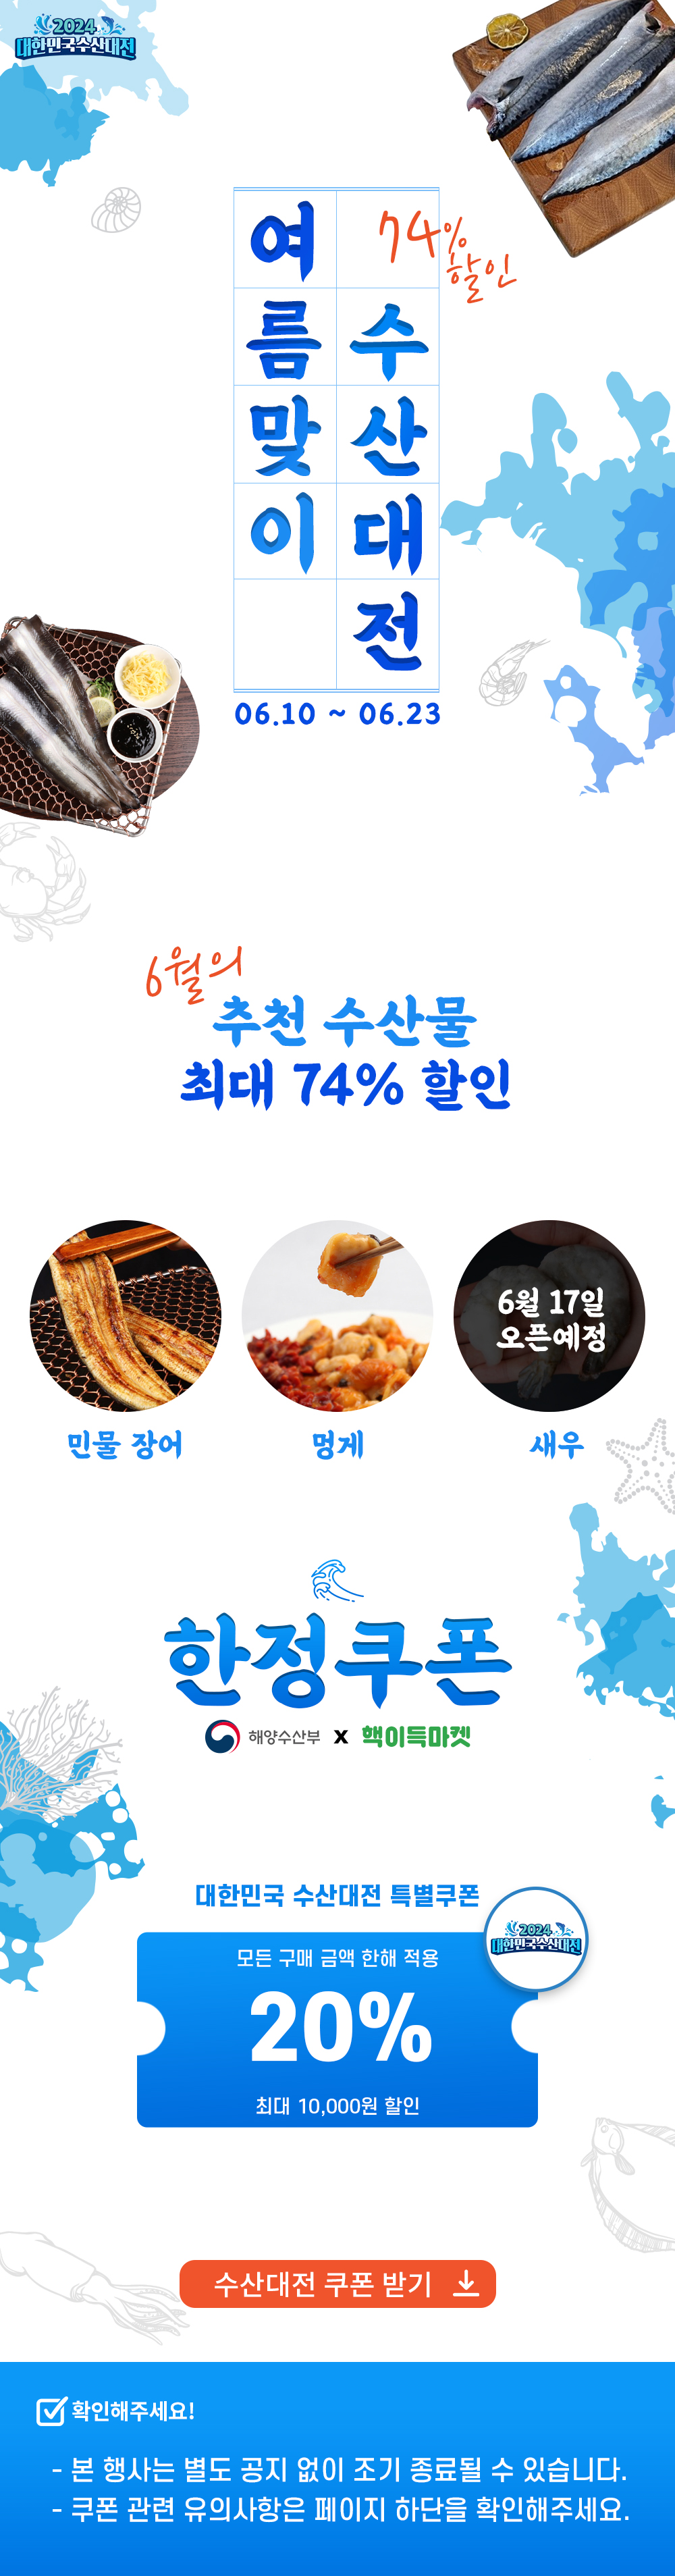 2024
대한민국수산대전
74%
할인
여름맞이
수산대전
06.10 ~ 06.23
6월의
추천 수산물
최대 74% 할인
6월 17일
오픈예정
민물 장어
멍게
새우
한정쿠폰
해양수산부 X 핵이득마켓
대한민국 수산대전 특별쿠폰
2024
대한민국수산대전
모든 구매 금액 한해 적용
20%
최대 10,000원 할인
수산대전 쿠폰 받기
확인해주세요!
- 본 행사는 별도 공지 없이 조기 종료될 수 있습니다.
- 쿠폰 관련 유의사항은 페이지 하단을 확인해주세요.